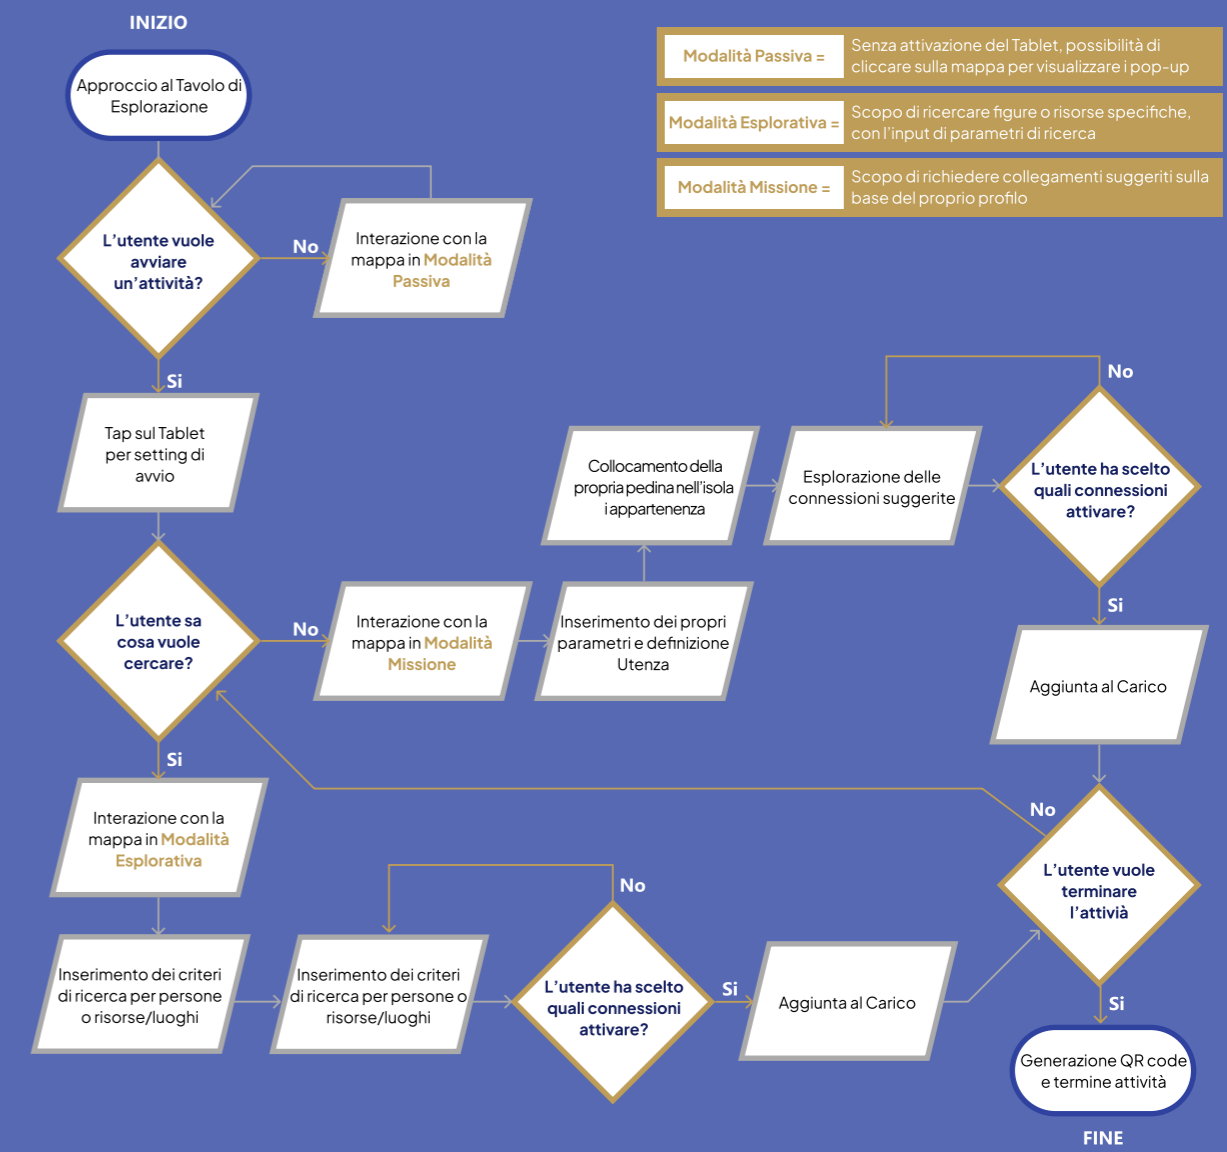 INIZIO
Approccio al Tavolo di
Esplorazione
Modalità Passiva =
Senza attivazione del Tablet, possibilità di
cliccare sulla mappa per visualizzare i pop-up
Modalità Esplorativa =
Scopo di ricercare figure o risorse specifiche,
con l'input di parametri di ricerca
Modalità Missione =
Scopo di richiedere collegamenti suggeriti sulla
base del proprio profilo
L'utente vuole
avviare
un'attività?
No
Interazione con la
mappa in Modalità
Passiva
Si
Tap sul Tablet
per setting di
avvio
L'utente sa
cosa vuole
cercare?
No
Interazione con la
mappa in Modalità
Missione
Inserimento dei propri
parametri e definizione
Utenza
Collocamento della
propria pedina nell'isola
i appartenenza
Esplorazione delle
connessioni suggerite
No
L'utente ha scelto
quali connessioni
attivare?
Si
Aggiunta al Carico
Si
Interazione con la
mappa in Modalità
Esplorativa
Inserimento dei criteri
di ricerca per persone
o risorse/luoghi
Inserimento dei criteri
di ricerca per persone o
risorse/luoghi
No
L'utente ha scelto
quali connessioni
attivare?
Si
Aggiunta al Carico
No
L'utente vuole
terminare
l'attivià
Si
Generazione QR code
e termine attività
FINE